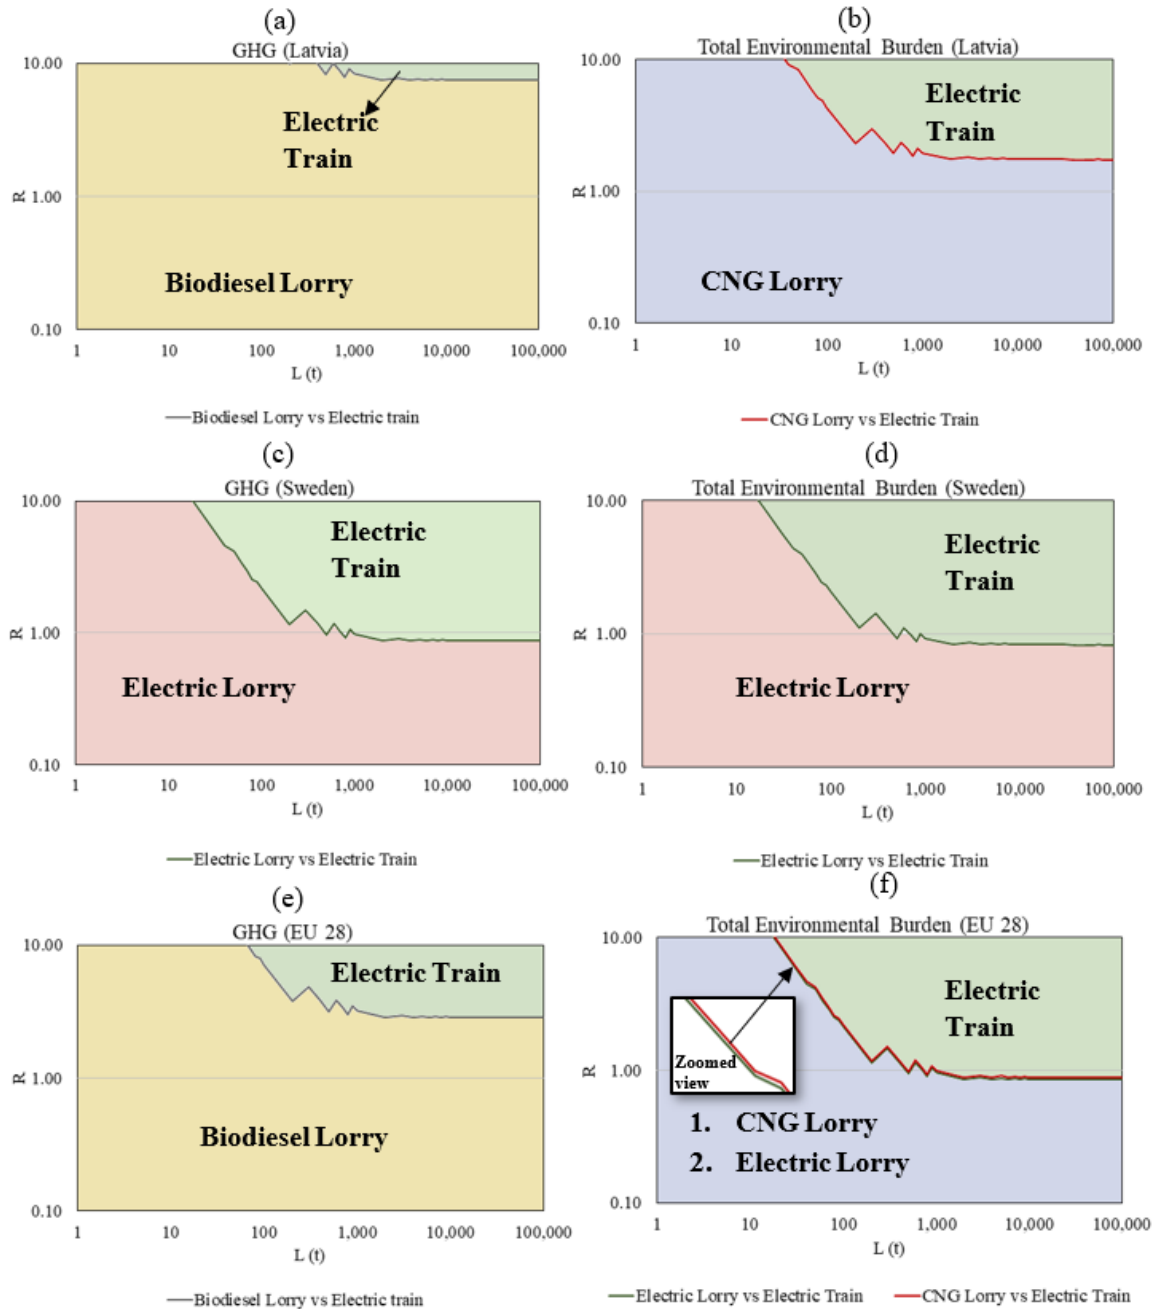 (a)
GHG (Latvia)
10.00
1.00
0.10
R
Electric
Train
Biodiesel Lorry
1 10 100 1,000 10,000 100,000
L (t)
Biodiesel Lorry vs Electric train
(b)
Total Environmental Burden (Latvia)
10.00
1.00
0.10
R
Electric
Train
CNG Lorry
1 10 100 1,000 10,000 100,000
L (t)
CNG Lorry vs Electric Train
(c)
GHG (Sweden)
10.00
1.00
0.10
R
Electric
Train
Electric Lorry
1 10 100 1,000 10,000 100,000
L (t)
Electric Lorry vs Electric Train
(d)
Total Environmental Burden (Sweden)
10.00
1.00
0.10
R
Electric
Train
Electric Lorry
1 10 100 1,000 10,000 100,000
L (t)
Electric Lorry vs Electric Train
(e)
GHG (EU 28)
10.00
1.00
0.10
R
Electric Train
Biodiesel Lorry
1 10 100 1,000 10,000 100,000
L (t)
Biodiesel Lorry vs Electric train
(f)
Total Environmental Burden (EU 28)
10.00
1.00
0.10
R
Electric
Train
Zoomed
view
1. CNG Lorry
2. Electric Lorry
1 10 100 1,000 10,000 100,000
L (t)
Electric Lorry vs Electric Train CNG Lorry vs Electric Train